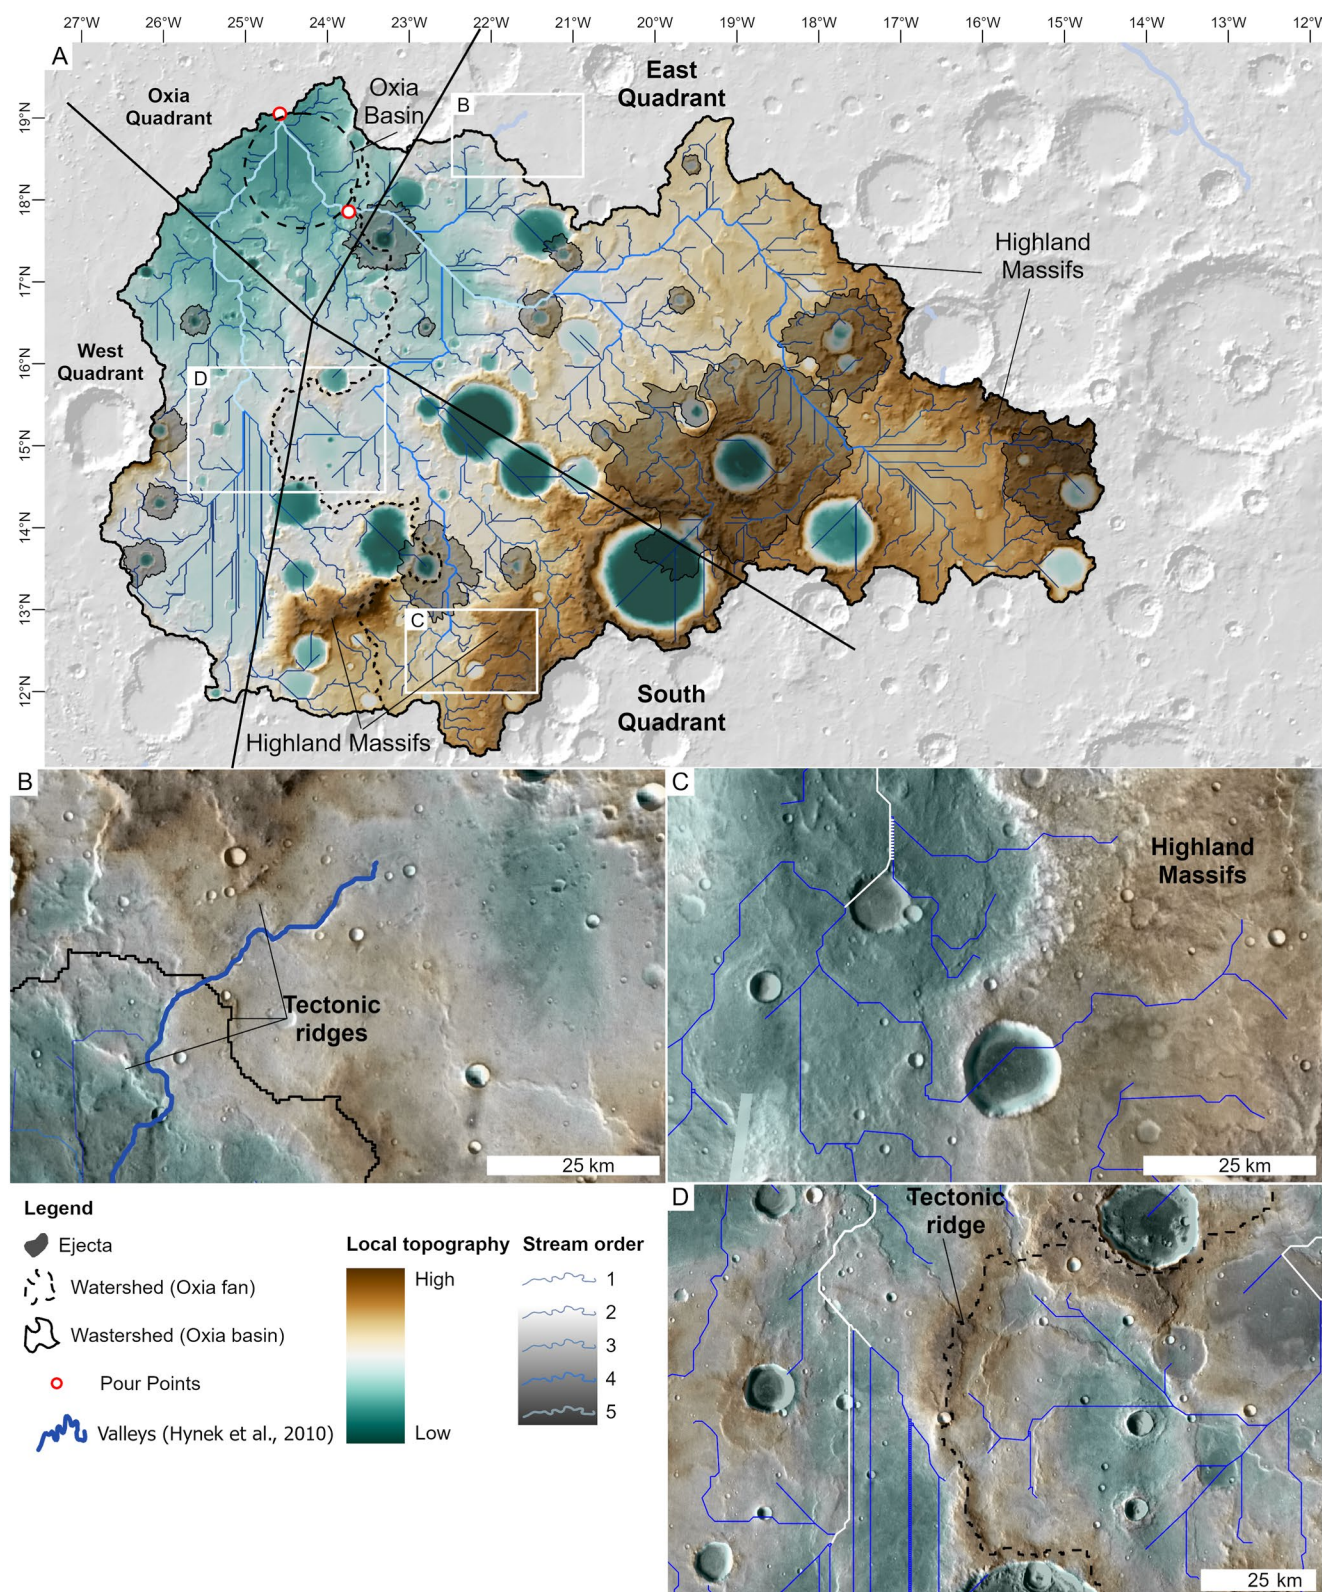 27°W 26°W 25°W 24°W 23°W 22°W 21°W 20°W 19°W 18°W 17°W 16°W 15°W 14°W 13°W 12°W
A
19°N
18°N
17°N
16°N
15°N
14°N
13°N
12°N
Oxia
Quadrant
Oxia
Basin
East
Quadrant
B
Highland
Massifs
West
Quadrant
D
C
Highland Massifs
South
Quadrant
B
Tectonic
ridges
25 km
C
Highland
Massifs
25 km
Legend
Ejecta
Watershed (Oxia fan)
Wastershed (Oxia basin)
Pour Points
Valleys (Hynek et al., 2010)
Local topography
High
Low
Stream order
1
2
3
4
5
D
Tectonic
ridge
25 km